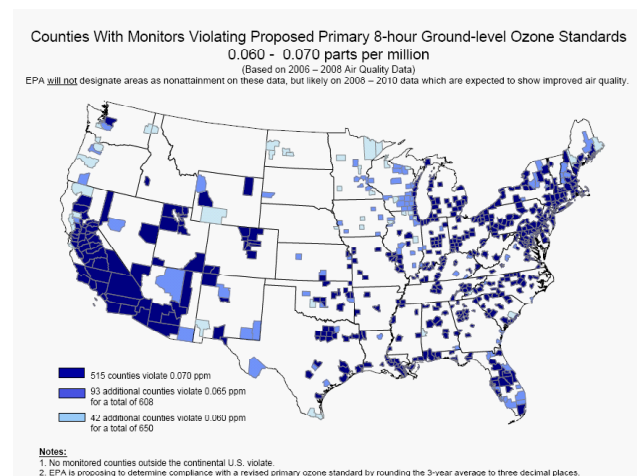 Counties With Monitors Violating Proposed Primary 8-hour Ground-level Ozone Standards
0.060 - 0.070 parts per million
(Based on 2006 – 2008 Air Quality Data)
EPA will not designate areas as nonattainment on these data, but likely on 2008 – 2010 data which are expected to show improved air quality.
515 counties violate 0.070 ppm
93 additional counties violate 0.065 ppm
for a total of 608
42 additional counties violate 0.060 ppm
for a total of 650
Notes:
1. No monitored counties outside the continental U.S. violate.
2. EPA is proposing to determine compliance with a revised primary ozone standard by rounding the 3-year average to three decimal places.